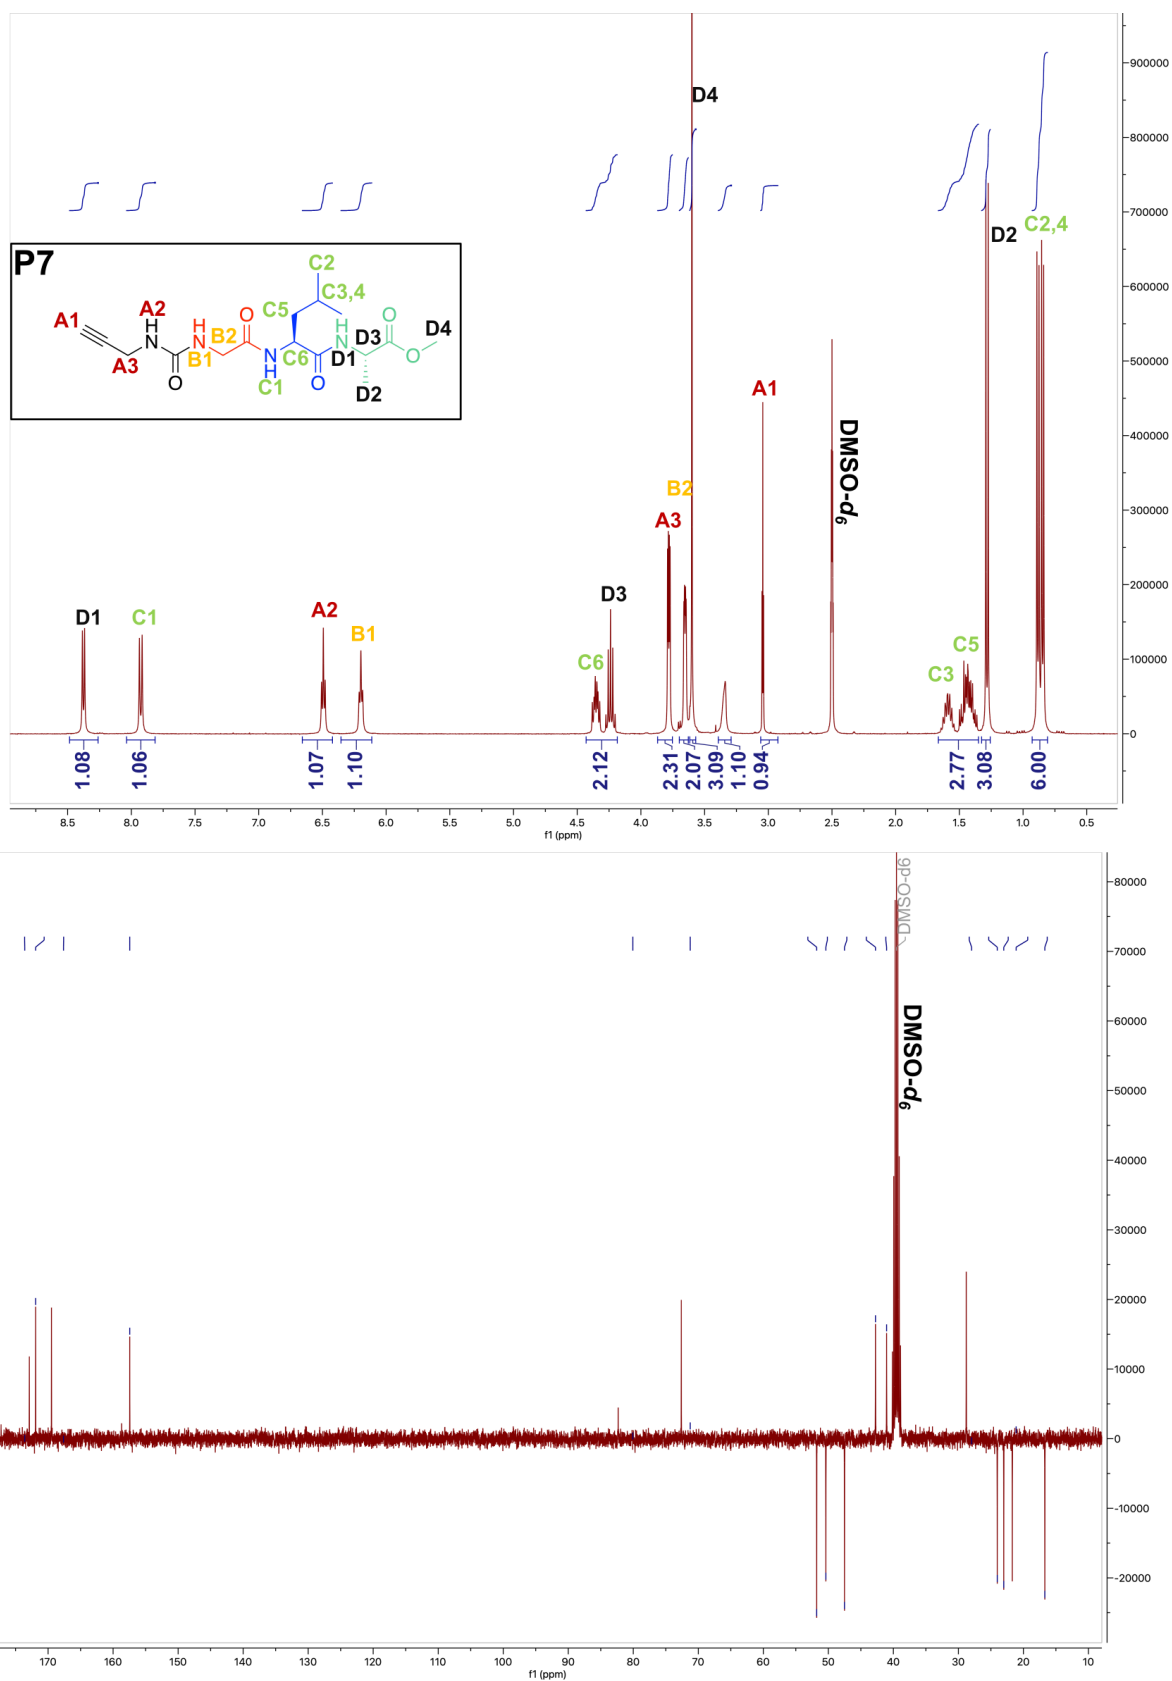 D4
900000
800000
700000
600000
500000
400000
300000
200000
100000
0
P7
C2
C3,4
C5
A1
A2
H
N
A3
O
H
N
B1
B2
O
N
H
C1
C6
O
H
N
D1
D3
D2
O
O
D4
D2
C2,4
A1
DMSO-d6
B2
A3
D3
C6
D1
C1
A2
B1
C5
C3
1.08
1.06
1.07
1.10
2.12
2.31
2.07
3.09
1.10
0.94
2.77
3.08
6.00
8.5 8.0 7.5 7.0 6.5 6.0 5.5 5.0 4.5 4.0 3.5 3.0 2.5 2.0 1.5 1.0 0.5
f1 (ppm)
DMSO-d6
DMSO-d6
80000
70000
60000
50000
40000
30000
20000
10000
0
-10000
-20000
170 160 150 140 130 120 110 100 90 80 70 60 50 40 30 20 10
f1 (ppm)